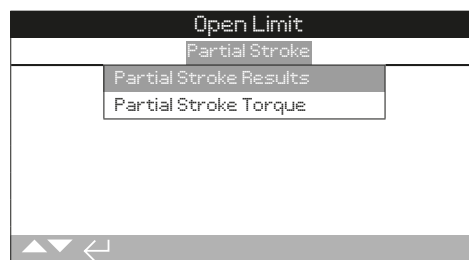 Open Limit
Partial Stroke
Partial Stroke Results
Partial Stroke Torque